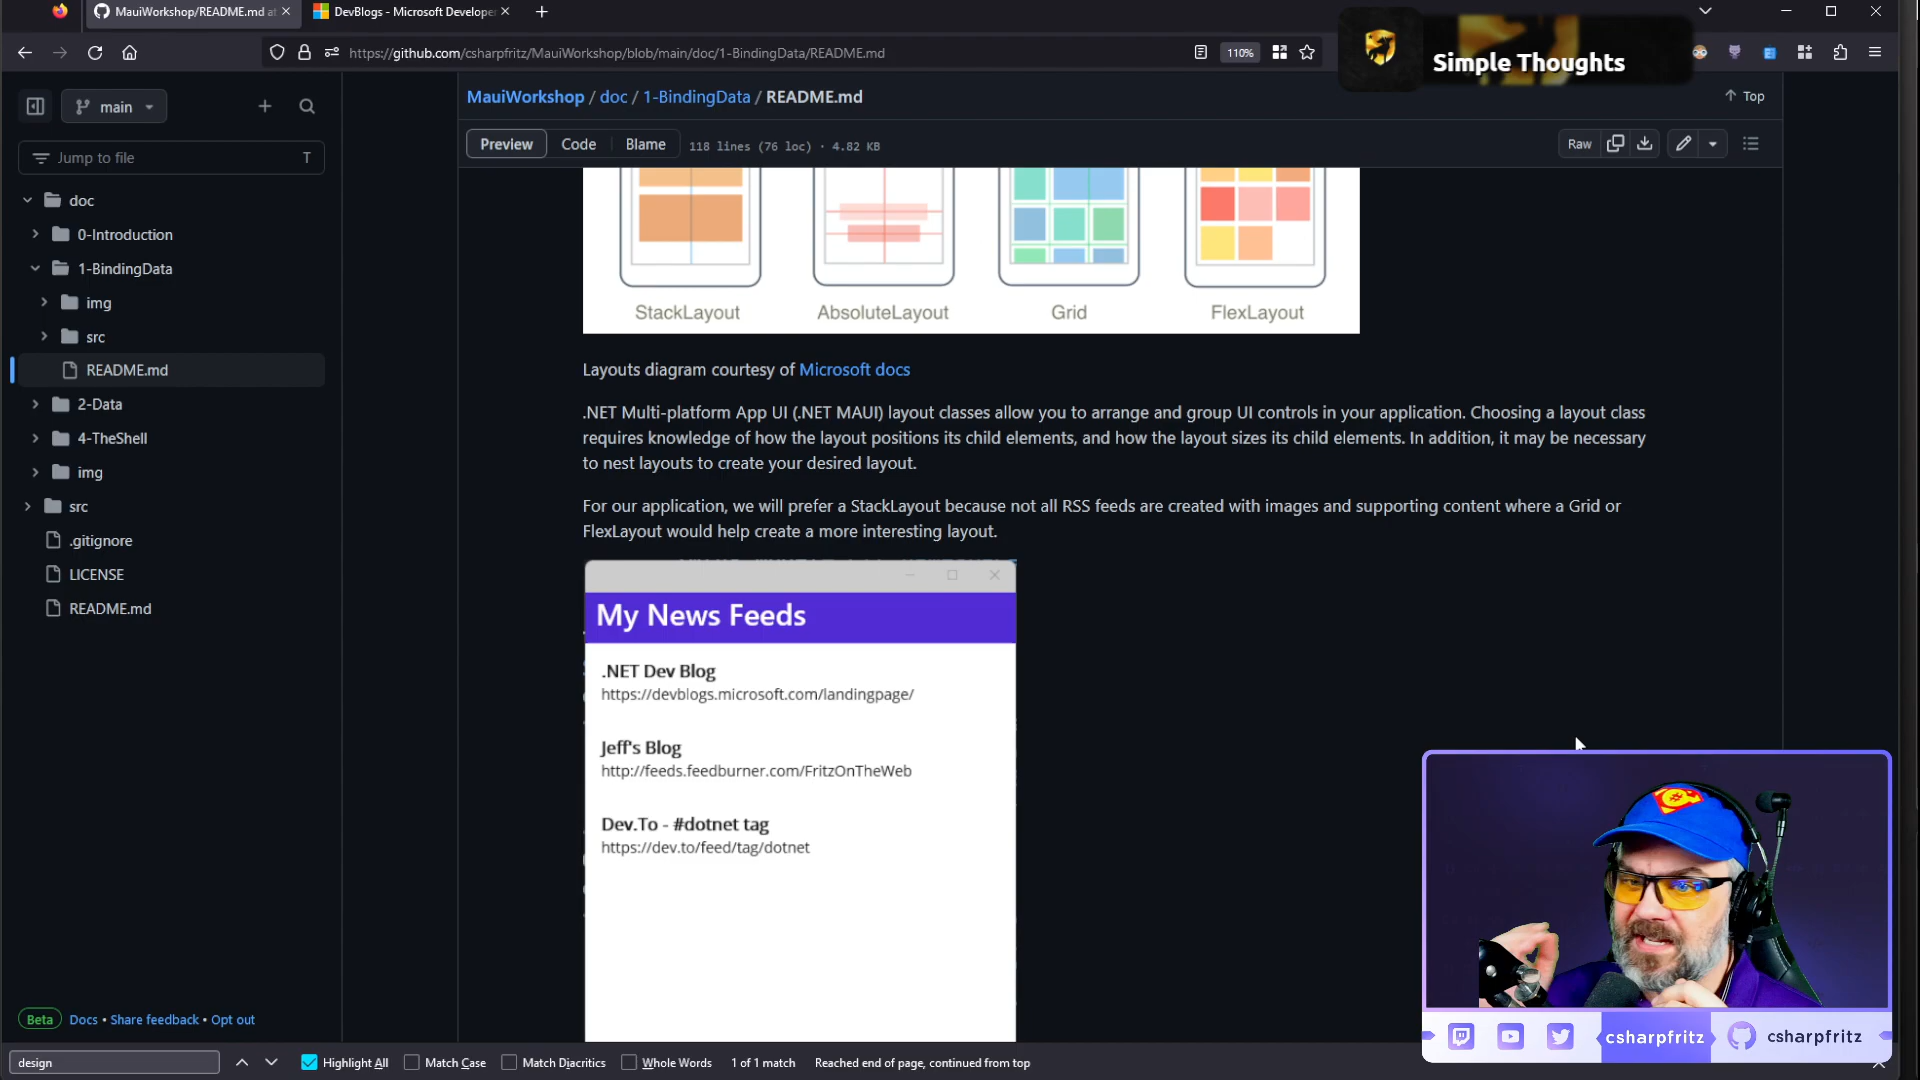 MauiWorkshop/README.md at
DevBlogs - Microsoft Develope
https://github.com/csharpfritz/MauiWorkshop/blob/main/doc/1-BindingData/README.md
110%
Simple Thoughts
main
MauiWorkshop / doc / 1-BindingData / README.md
Top
Jump to file
T
Preview
Code
Blame
118 lines (76 loc) · 4.82 KB
Raw
doc
0-Introduction
1-BindingData
img
src
README.md
2-Data
4-TheShell
img
src
.gitignore
LICENSE
README.md
StackLayout
AbsoluteLayout
Grid
FlexLayout
Layouts diagram courtesy of Microsoft docs
.NET Multi-platform App UI (.NET MAUI) layout classes allow you to arrange and group UI controls in your application. Choosing a layout class
requires knowledge of how the layout positions its child elements, and how the layout sizes its child elements. In addition, it may be necessary
to nest layouts to create your desired layout.
For our application, we will prefer a StackLayout because not all RSS feeds are created with images and supporting content where a Grid or
FlexLayout would help create a more interesting layout.
My News Feeds
.NET Dev Blog
https://devblogs.microsoft.com/landingpage/
Jeff's Blog
http://feeds.feedburner.com/FritzOnTheWeb
Dev.To - #dotnet tag
https://dev.to/feed/tag/dotnet
Beta
Docs • Share feedback • Opt out
csharpfritz
csharpfritz
design
Highlight All
Match Case
Match Diacritics
Whole Words
1 of 1 match
Reached end of page, continued from top